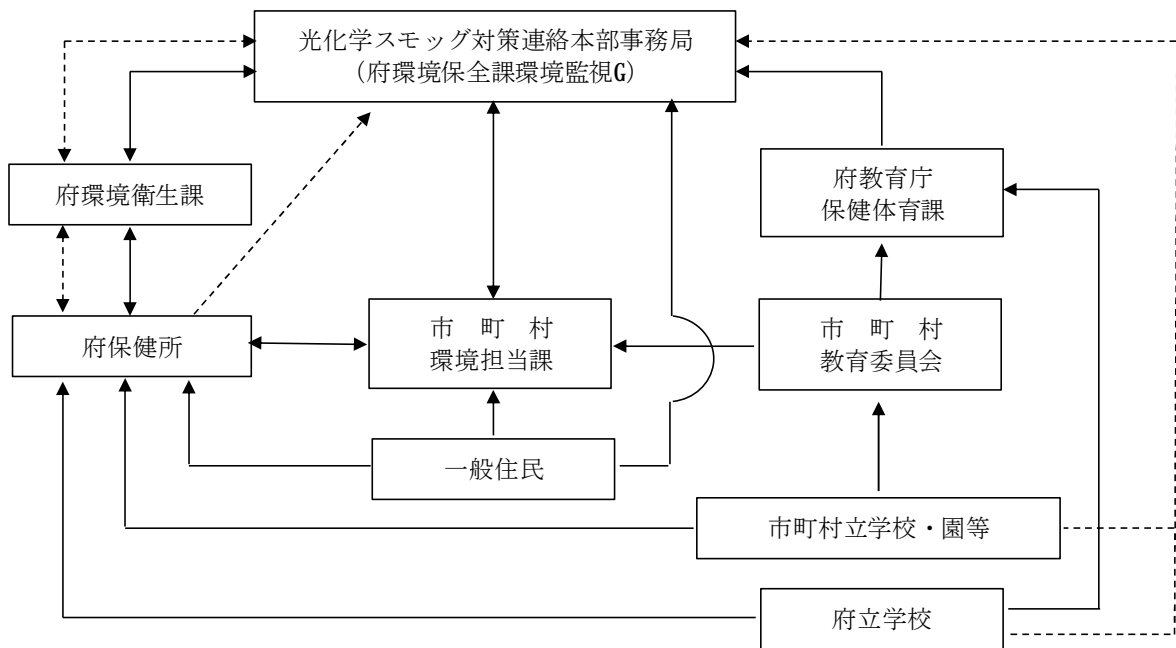 光化学スモッグ対策連絡本部事務局
（府環境保全課環境監視G）
府環境衛生課
府教育庁
保健体育課
府保健所
市　町　村
環境担当課
市　町　村
教育委員会
一般住民
市町村立学校・園等
府立学校